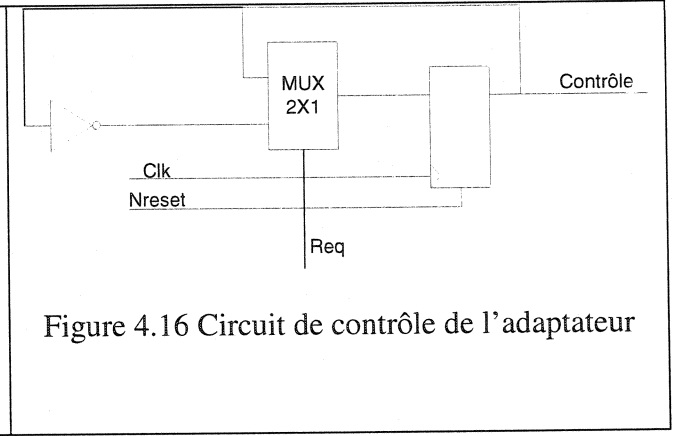 MUX
2X1
Contrôle
Clk
Nreset
Req
Figure 4.16 Circuit de contrôle de l'adaptateur